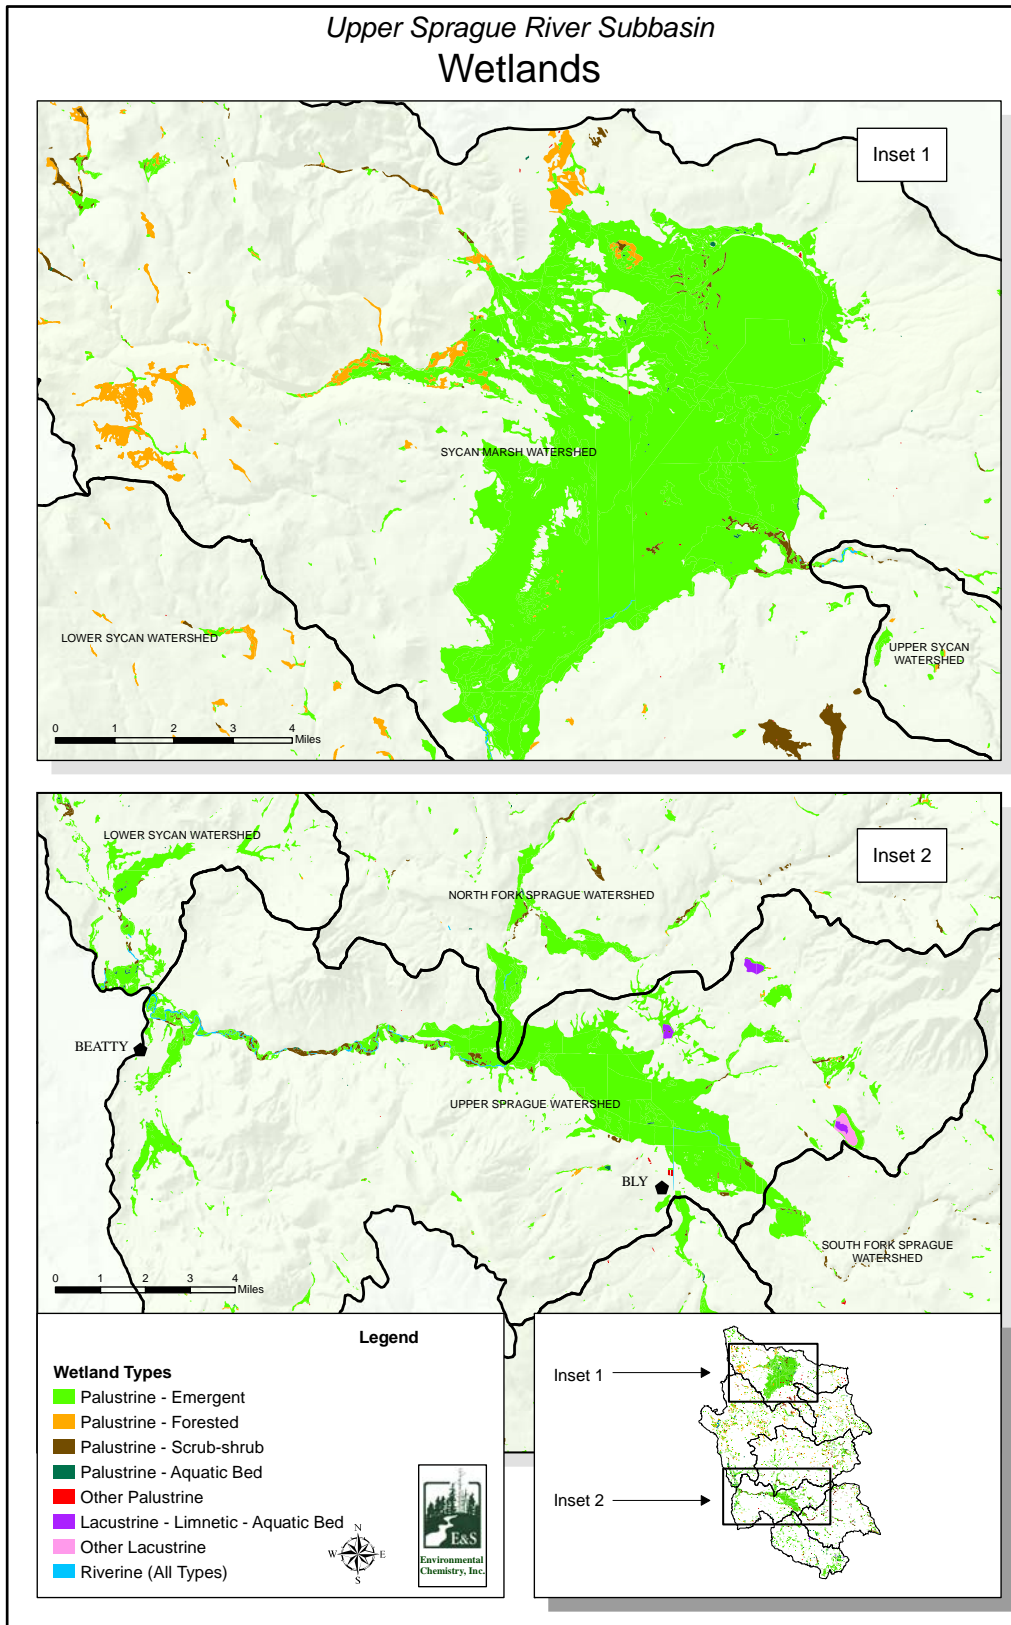 Upper Sprague River Subbasin
Wetlands
Inset 1
SYCAN MARSH WATERSHED
LOWER SYCAN WATERSHED
UPPER SYCAN
WATERSHED
0 1 2 3 4
Miles
LOWER SYCAN WATERSHED
Inset 2
NORTH FORK SPRAGUE WATERSHED
BEATTY
UPPER SPRAGUE WATERSHED
BLY
SOUTH FORK SPRAGUE
WATERSHED
0 1 2 3 4
Miles
Legend
Wetland Types
Palustrine - Emergent
Palustrine - Forested
Palustrine - Scrub-shrub
Palustrine - Aquatic Bed
Other Palustrine
Lacustrine - Limnetic - Aquatic Bed
Other Lacustrine
Riverine (All Types)
N
W E
S
E&S
Environmental
Chemistry, Inc.
Inset 1
Inset 2